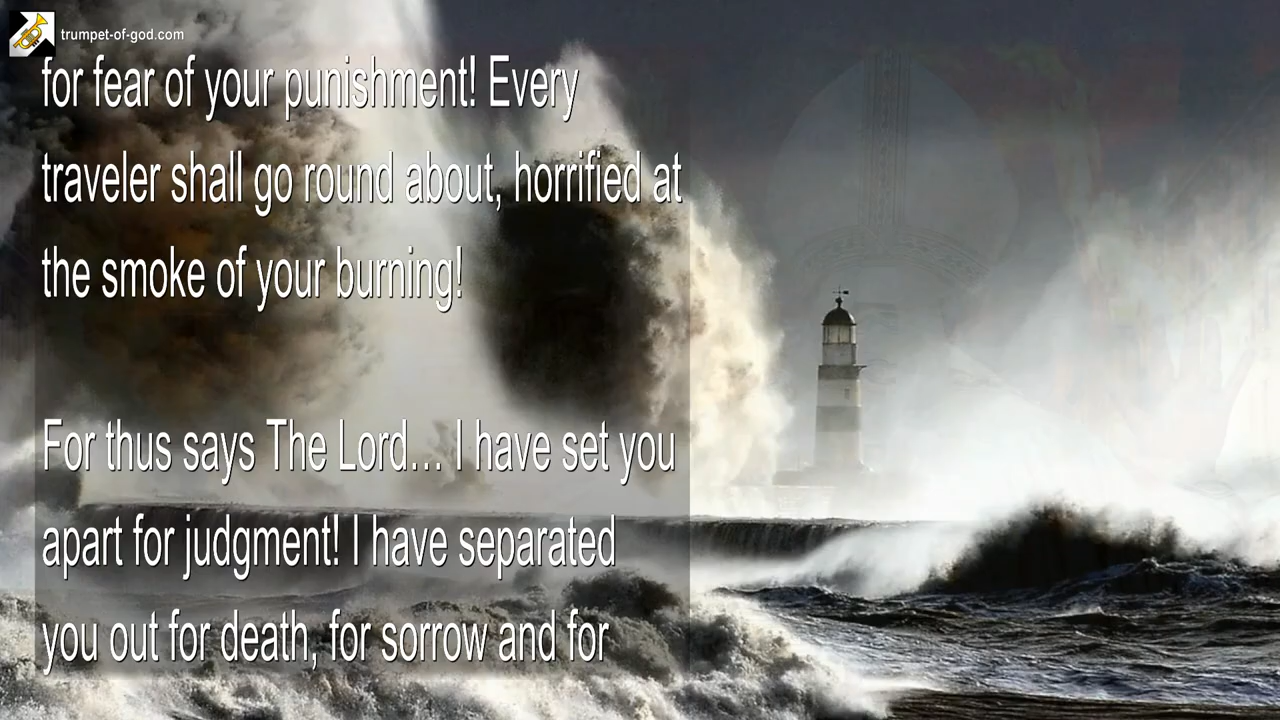 trumpet-of-god.com
for fear of your punishment! Every
traveler shall go round about, horrified at
the smoke of your burning!
For thus says The Lord… I have set you
apart for judgment! I have separated
you out for death, for sorrow and for